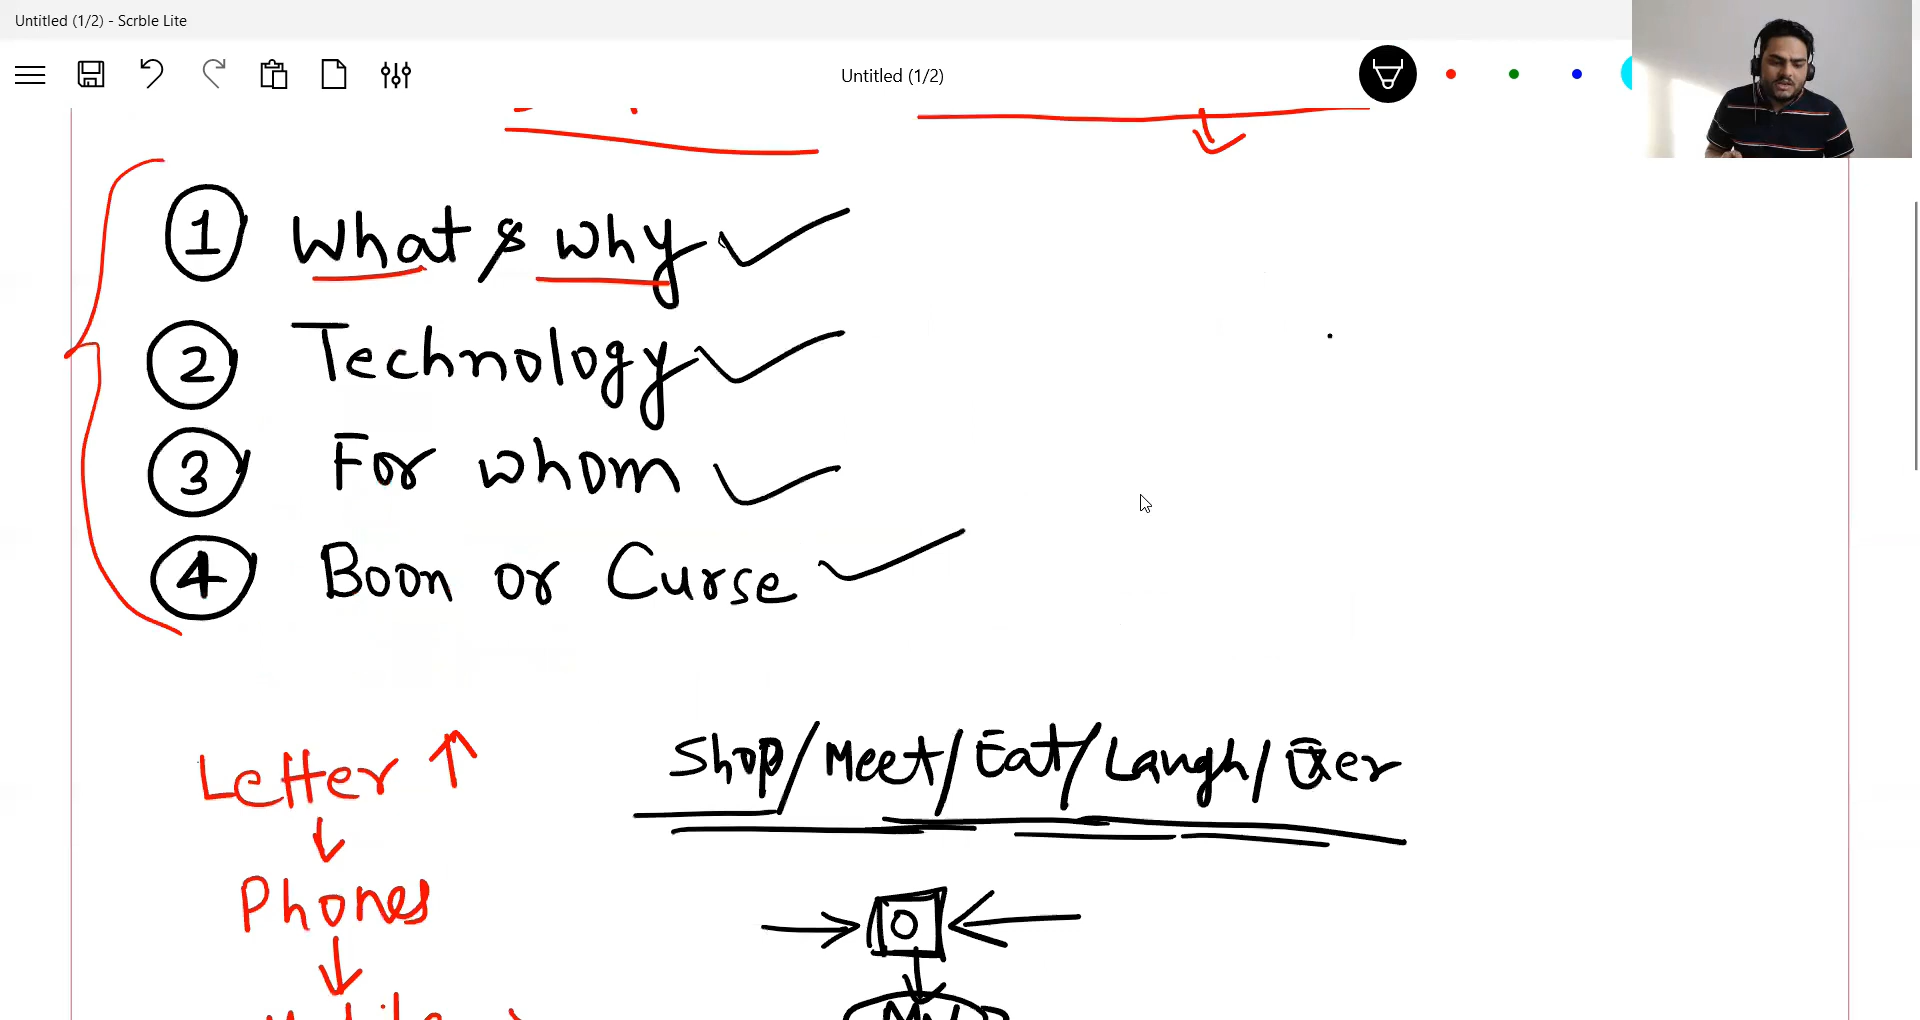 Untitled (1/2) - Scrble Lite
Untitled (1/2)
1 What & why
2 Technology
3 For whom
4 Boon or Curse
Letter ↑
Shop/Meet/Eat/Laugh/Exer
↓
Phones
↓